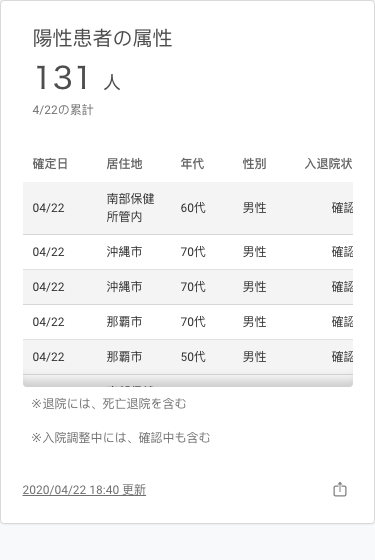 陽性患者の属性
131 人
4/22の累計
確定日 居住地 年代 性別 入退院状
04/22 南部保健所管内 60代 男性 確認
04/22 沖縄市 70代 男性 確認
04/22 沖縄市 70代 男性 確認
04/22 那覇市 70代 男性 確認
04/22 那覇市 50代 男性 確認
※退院には、死亡退院を含む
※入院調整中には、確認中も含む
2020/04/22 18:40 更新